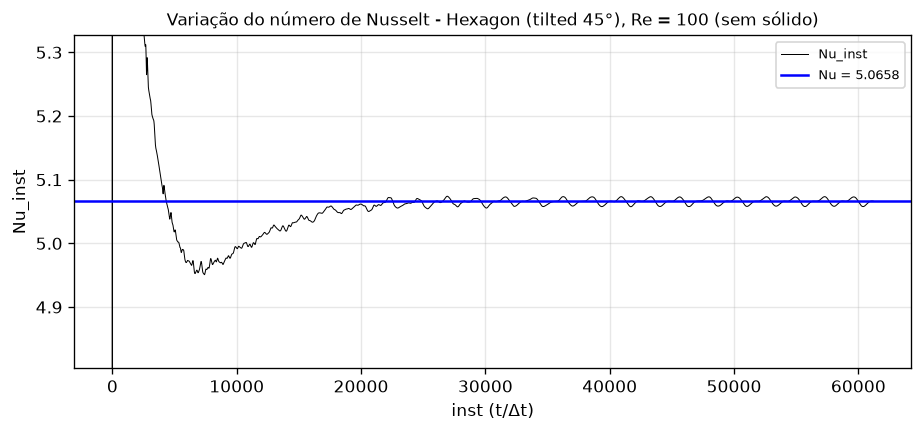 Variação do número de Nusselt - Hexagon (tilted 45°), Re = 100 (sem sólido)
Nu_inst
Nu = 5.0658
5.3
5.2
5.1
5.0
4.9
Nu_inst
0 10000 20000 30000 40000 50000 60000
inst (t/Δt)